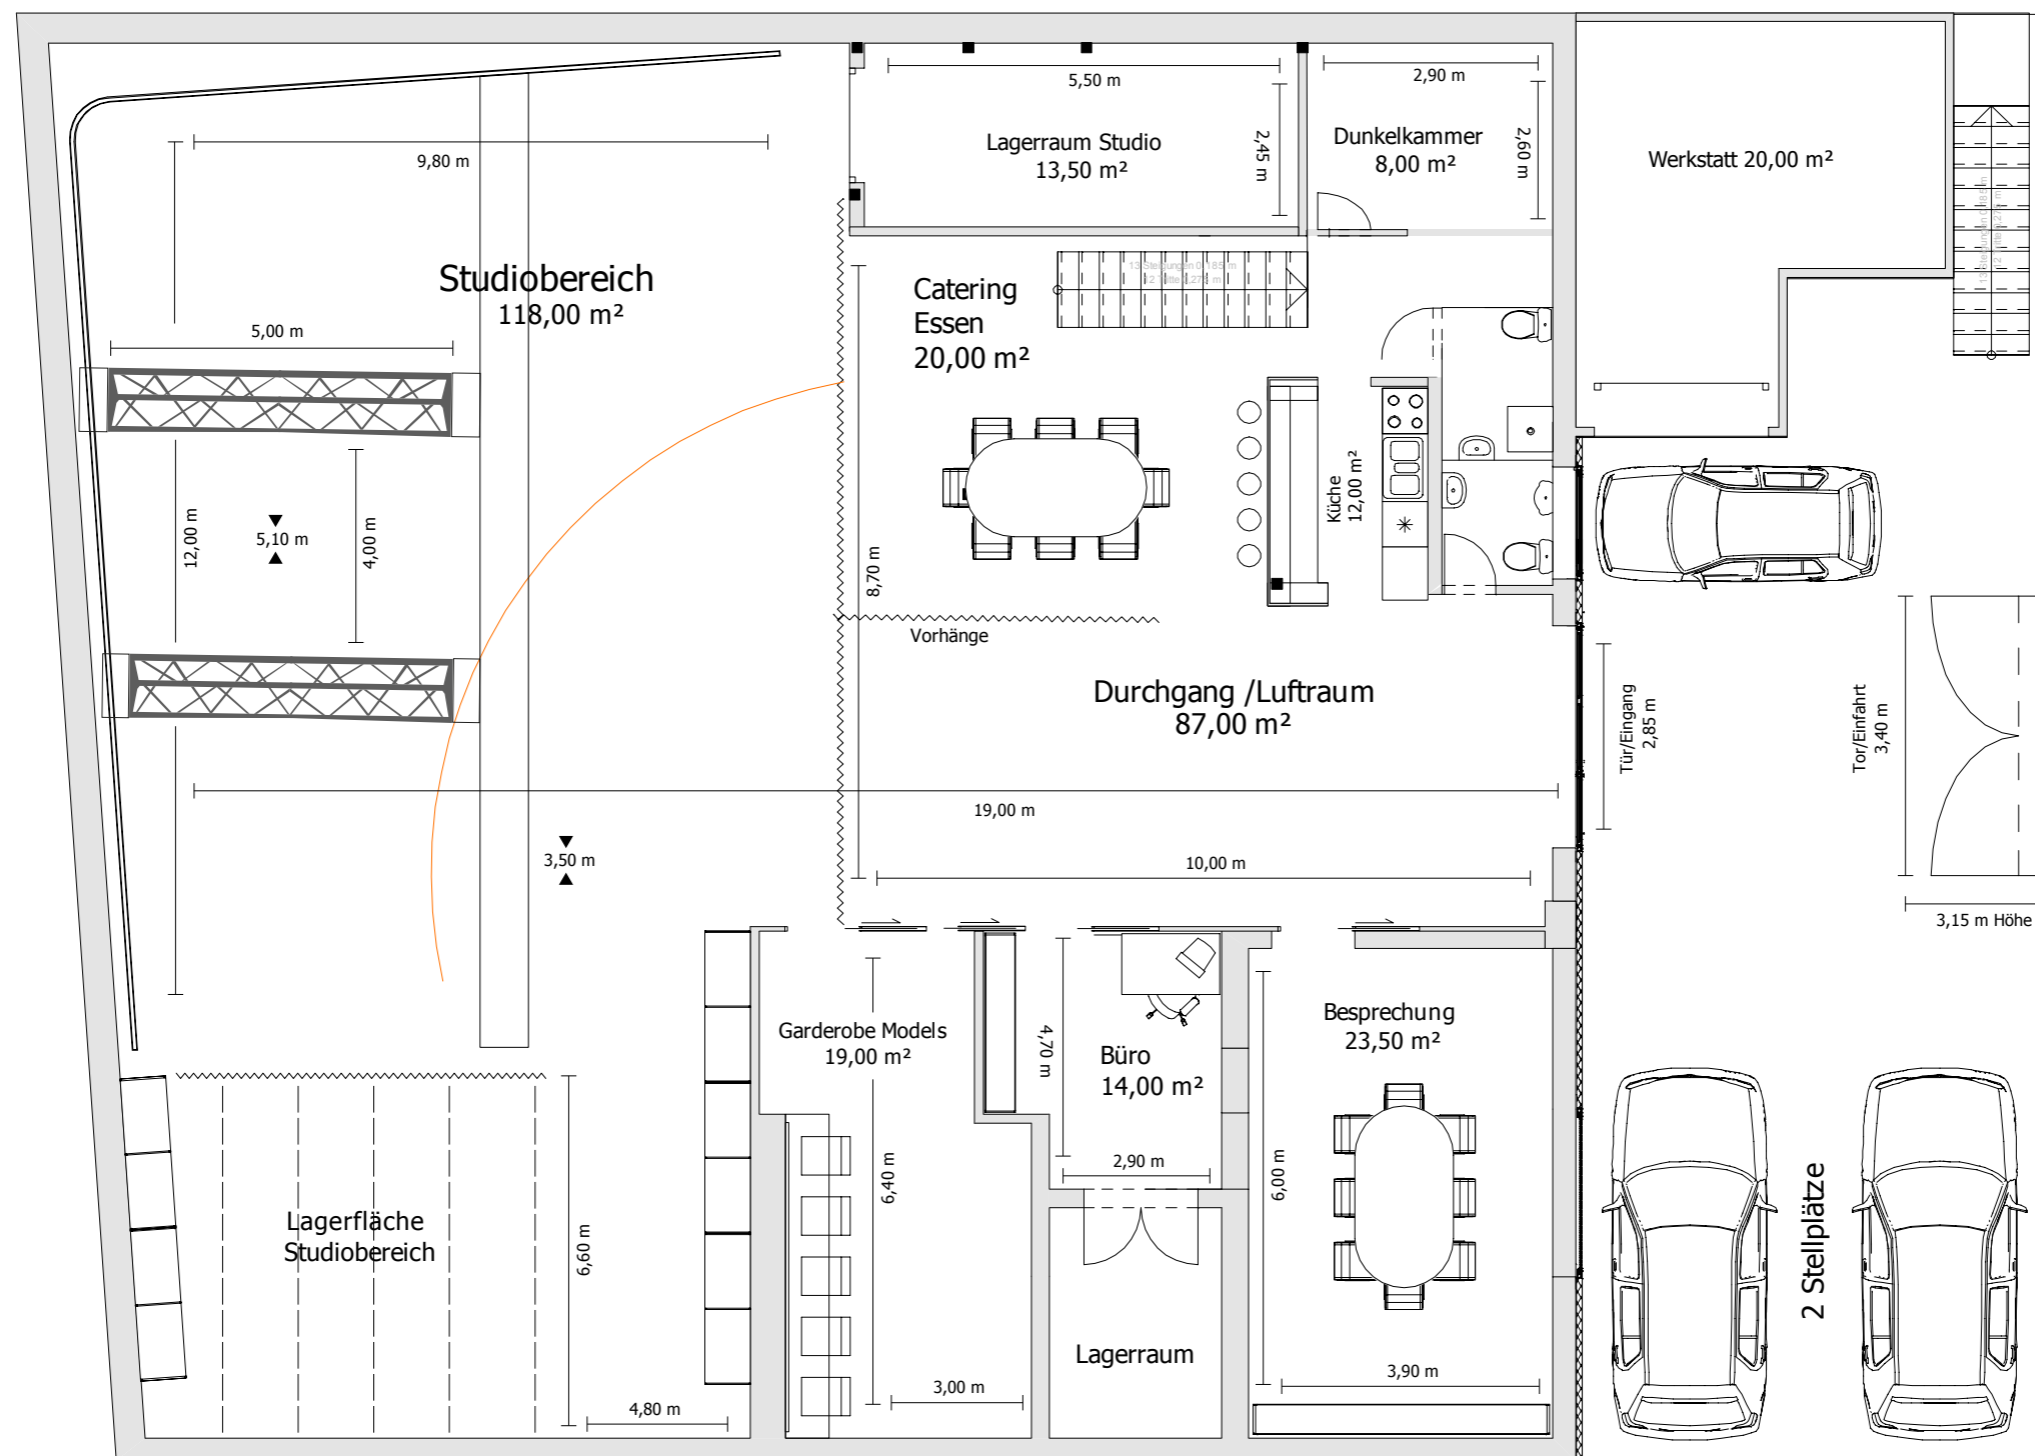 5,50 m
2,90 m
9,80 m
Lagerraum Studio
13,50 m²
2,45 m
Dunkelkammer
8,00 m²
2,60 m
Werkstatt 20,00 m²
Studiobereich
118,00 m²
5,00 m
Catering
Essen
20,00 m²
12,00 m
5,10 m
4,00 m
8,70 m
Küche
12,00 m²
Vorhänge
Durchgang /Luftraum
87,00 m²
Tür/Eingang
2,85 m
Tor/Einfahrt
3,40 m
19,00 m
3,50 m
10,00 m
3,15 m Höhe
Garderobe Models
19,00 m²
4,70 m
Büro
14,00 m²
Besprechung
23,50 m²
2,90 m
6,40 m
6,00 m
2 Stellplätze
Lagerfläche
Studiobereich
6,60 m
Lagerraum
3,00 m
3,90 m
4,80 m